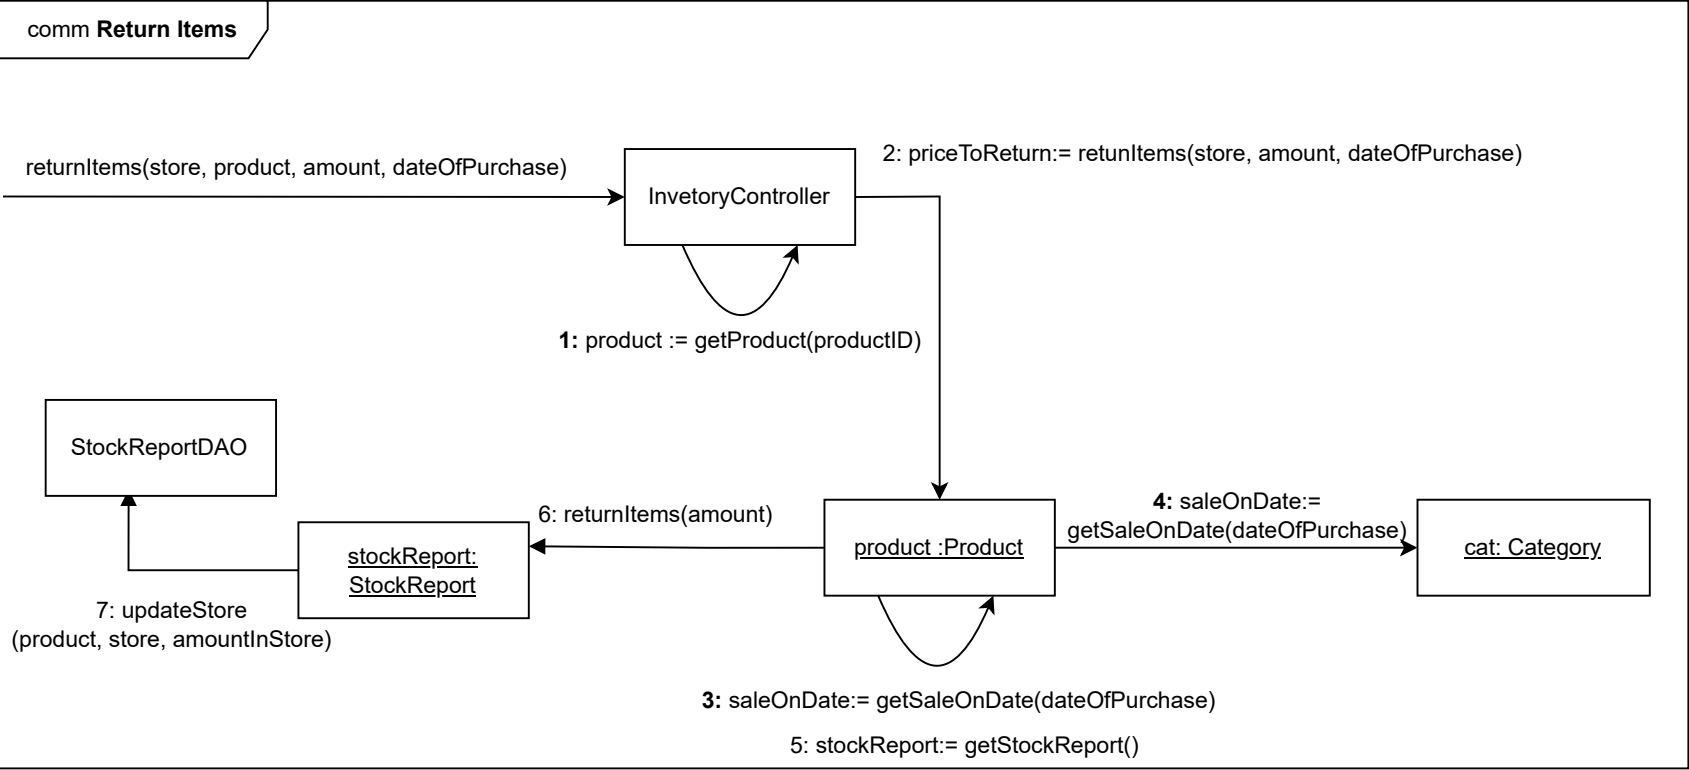 comm Return Items
returnItems(store, product, amount, dateOfPurchase)
2: priceToReturn:= retunItems(store, amount, dateOfPurchase)
InvetoryController
1: product := getProduct(productID)
StockReportDAO
6: returnItems(amount)
4: saleOnDate:=
getSaleOnDate(dateOfPurchase)
stockReport:
StockReport
product :Product
cat: Category
7: updateStore
(product, store, amountInStore)
3: saleOnDate:= getSaleOnDate(dateOfPurchase)
5: stockReport:= getStockReport()